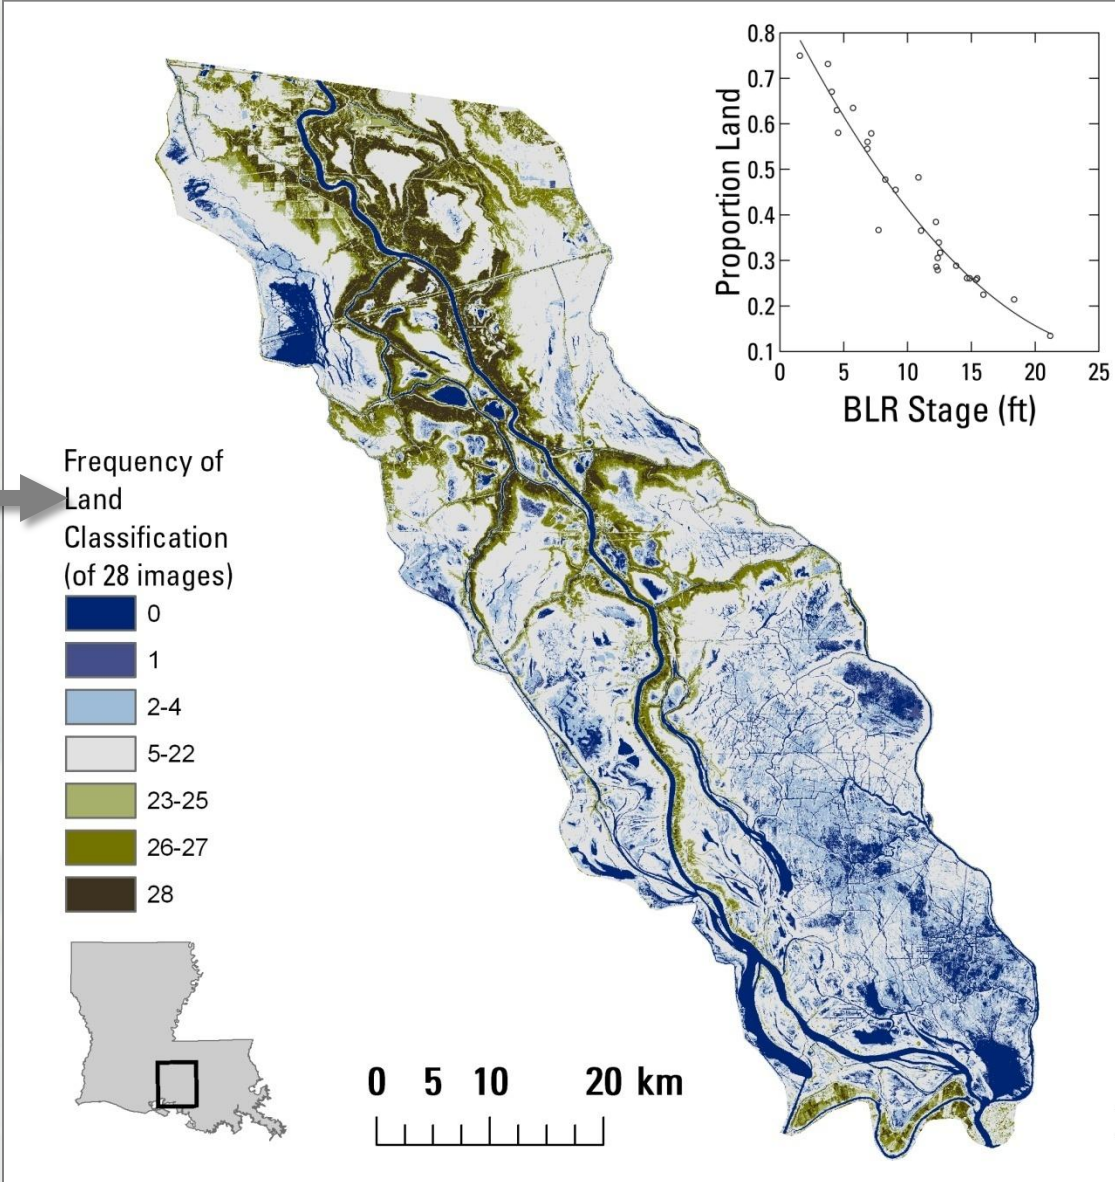 0.8
0.7
0.6
0.5
0.4
0.3
0.2
0.1
Proportion Land
0 5 10 15 20 25
BLR Stage (ft)
Frequency of
Land
Classification
(of 28 images)
0
1
2-4
5-22
23-25
26-27
28
0 5 10 20 km